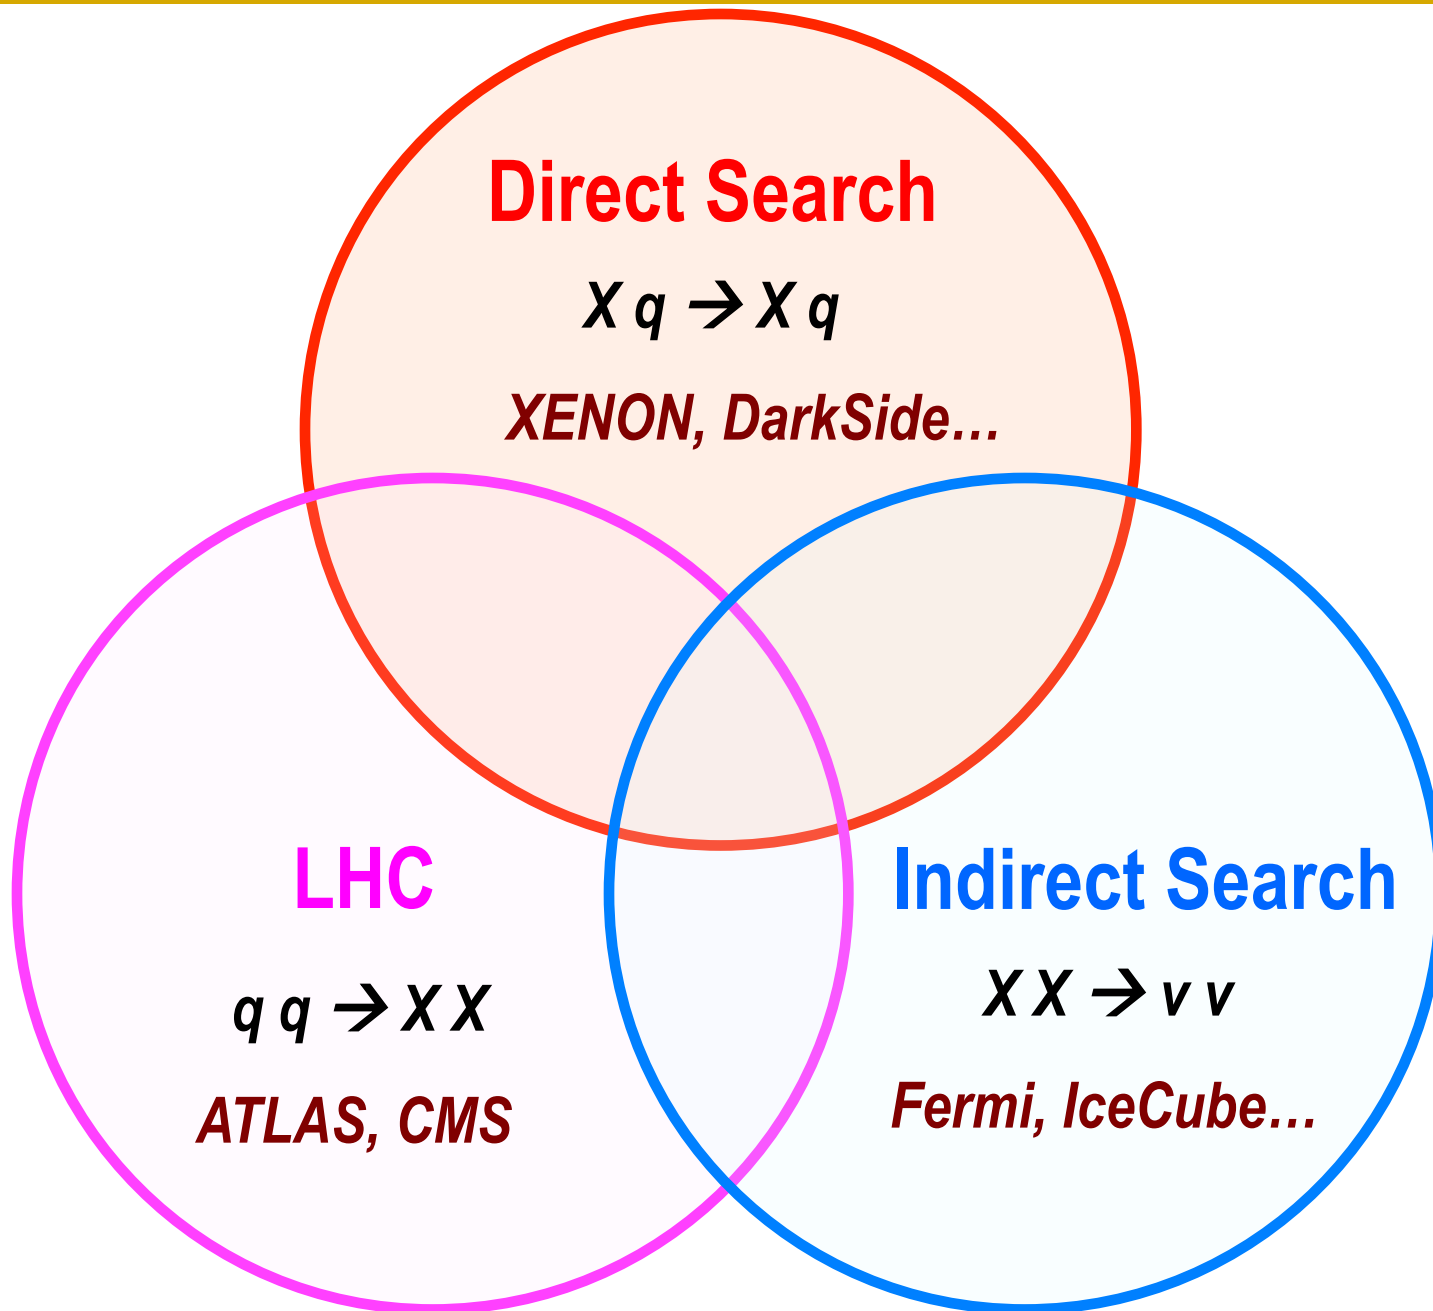 Direct Search
X q → X q
XENON, DarkSide…
LHC
q q → X X
ATLAS, CMS
Indirect Search
X X → v v
Fermi, IceCube…